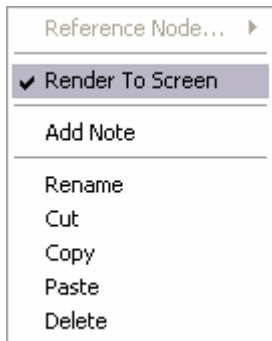 Reference Node...
Render To Screen
Add Note
Rename
Cut
Copy
Paste
Delete